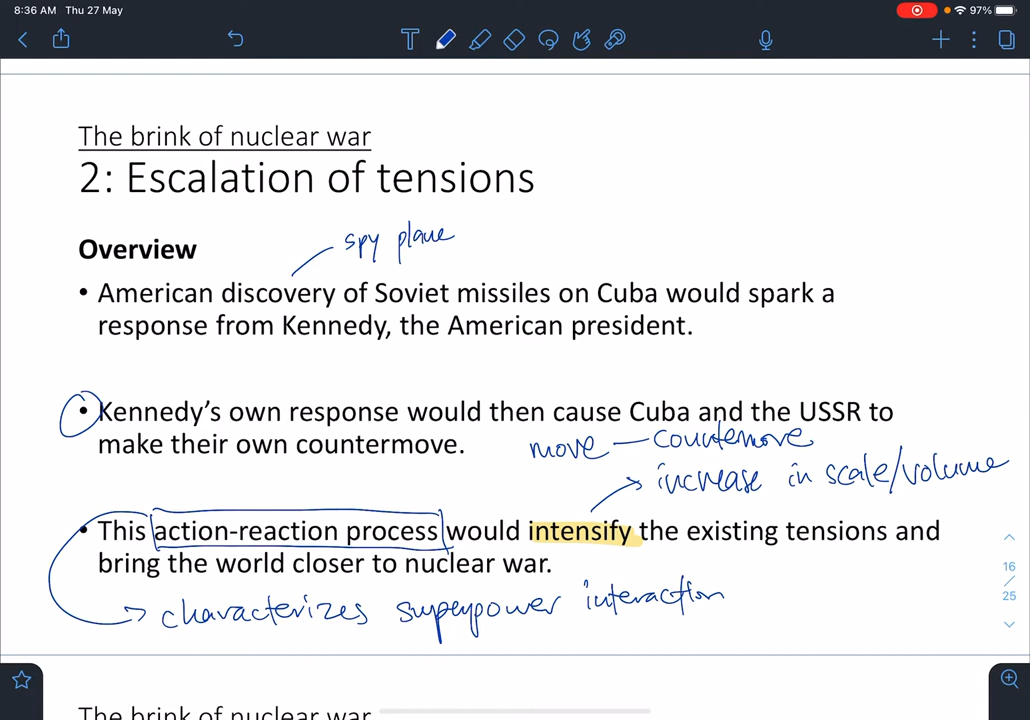 8:36 AM Thu 27 May
97%
The brink of nuclear war
2: Escalation of tensions
Overview
spy plane
• American discovery of Soviet missiles on Cuba would spark a
response from Kennedy, the American president.
• Kennedy's own response would then cause Cuba and the USSR to
make their own countermove.
move — countermove
increase in scale/volume
• This action-reaction process would intensify the existing tensions and
bring the world closer to nuclear war.
characterizes superpower interaction
16
/
25
The brink of nuclear war